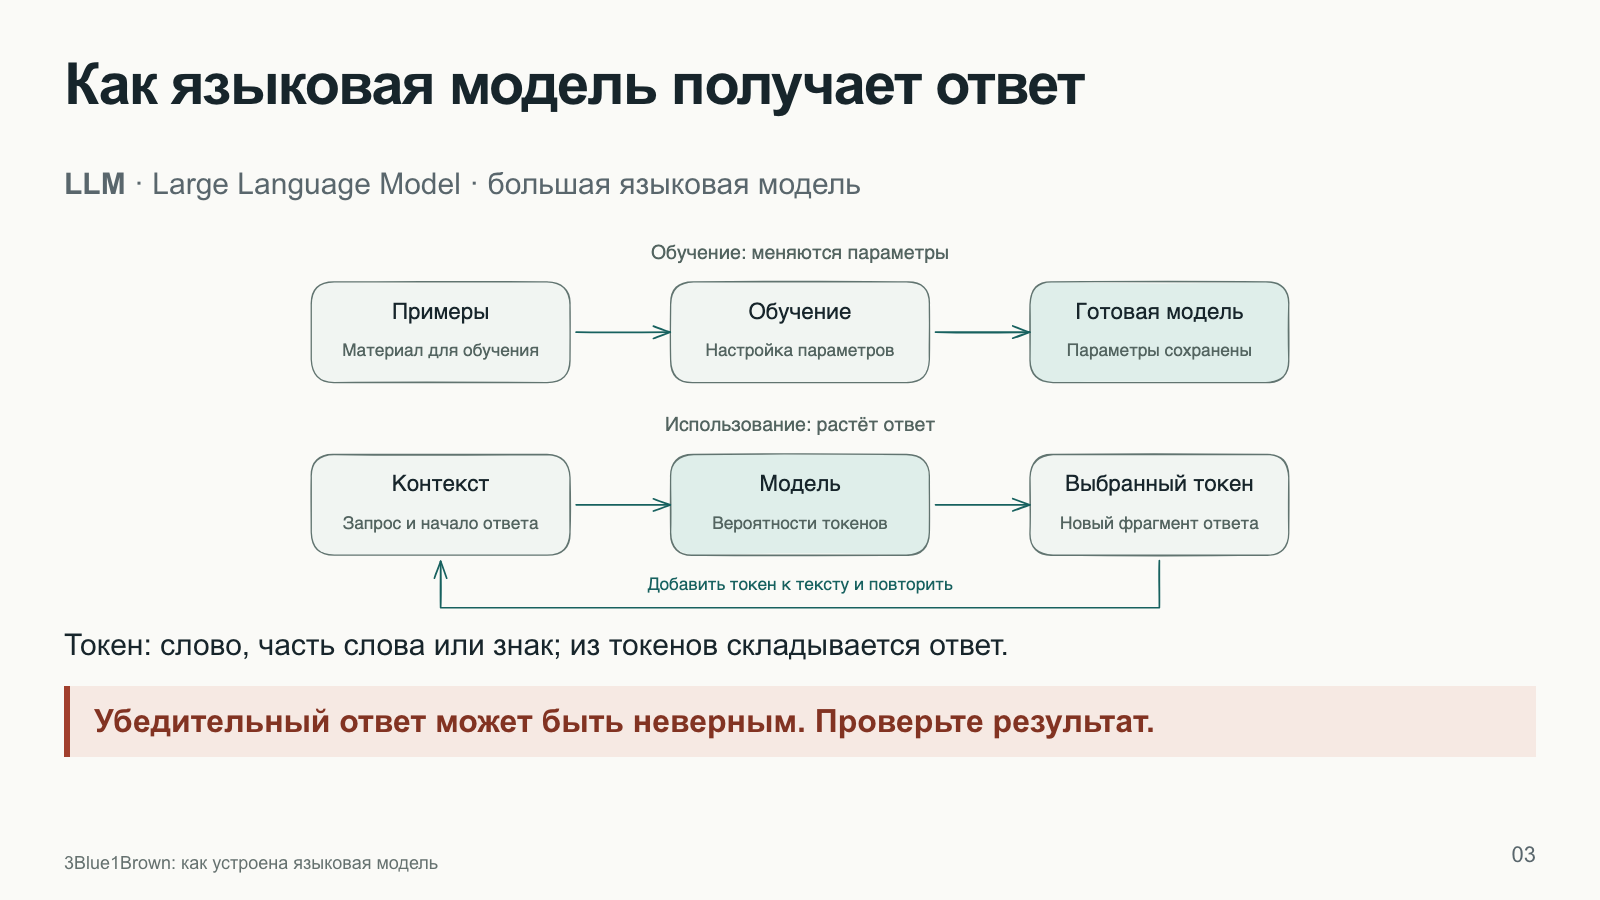 Как языковая модель получает ответ
LLM · Large Language Model · большая языковая модель
Обучение: меняются параметры
Примеры
Материал для обучения
Обучение
Настройка параметров
Готовая модель
Параметры сохранены
Использование: растёт ответ
Контекст
Запрос и начало ответа
Модель
Вероятности токенов
Выбранный токен
Новый фрагмент ответа
Добавить токен к тексту и повторить
Токен: слово, часть слова или знак; из токенов складывается ответ.
Убедительный ответ может быть неверным. Проверьте результат.
3Blue1Brown: как устроена языковая модель
03